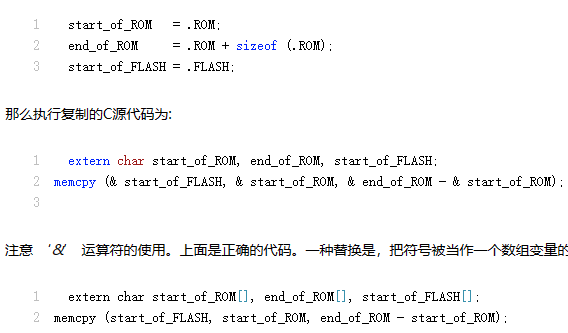 1 start_of_ROM = .ROM;
2 end_of_ROM = .ROM + sizeof (.ROM);
3 start_of_FLASH = .FLASH;
那么执行复制的C源代码为:
1 extern char start_of_ROM, end_of_ROM, start_of_FLASH;
2 memcpy (& start_of_FLASH, & start_of_ROM, & end_of_ROM - & start_of_ROM);
3
注意 '&' 运算符的使用。上面是正确的代码。一种替换是，把符号被当作一个数组变量的
1 extern char start_of_ROM[], end_of_ROM[], start_of_FLASH[];
2 memcpy (start_of_FLASH, start_of_ROM, end_of_ROM - start_of_ROM);